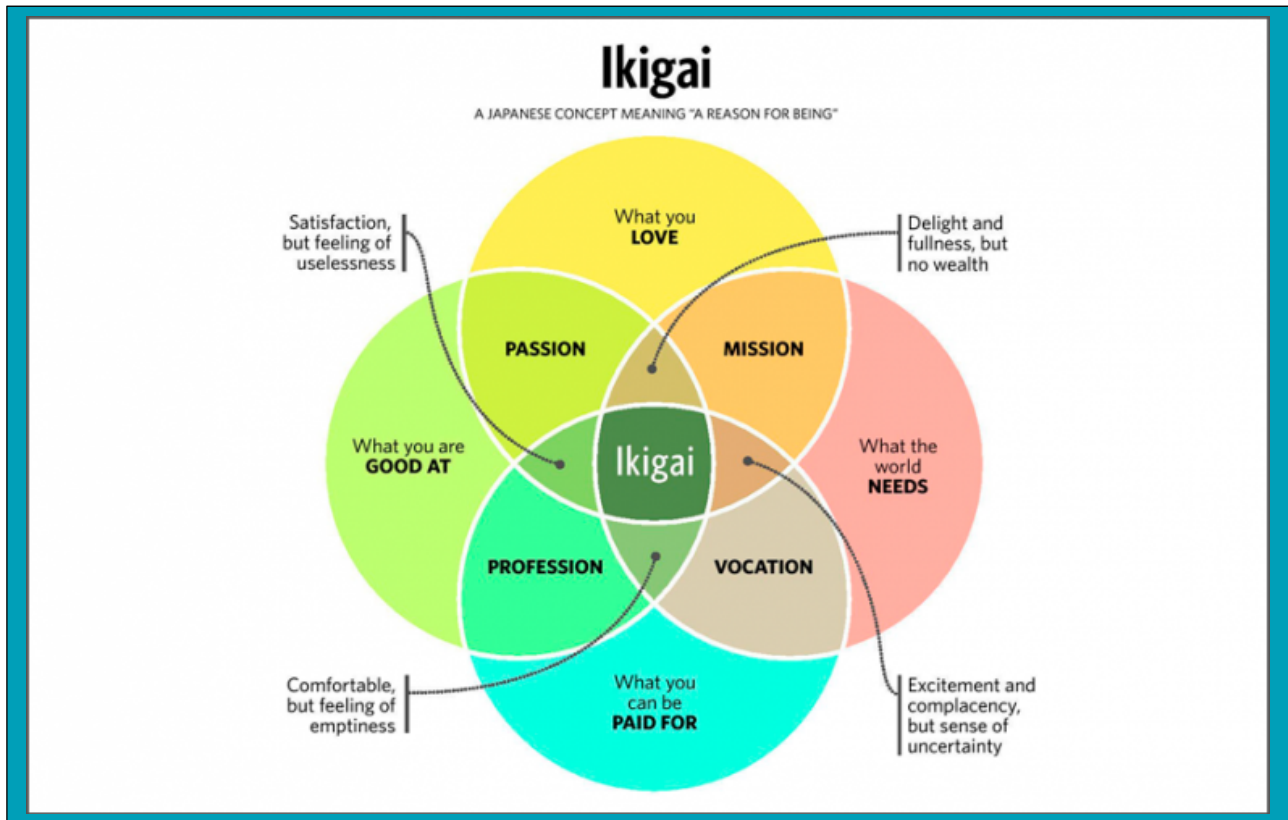 Ikigai
A JAPANESE CONCEPT MEANING "A REASON FOR BEING"
What you
LOVE
Satisfaction,
but feeling of
uselessness
Delight and
fullness, but
no wealth
PASSION
MISSION
What you are
GOOD AT
Ikigai
What the
world
NEEDS
PROFESSION
VOCATION
Comfortable,
but feeling of
emptiness
What you
can be
PAID FOR
Excitement and
complacency,
but sense of
uncertainty